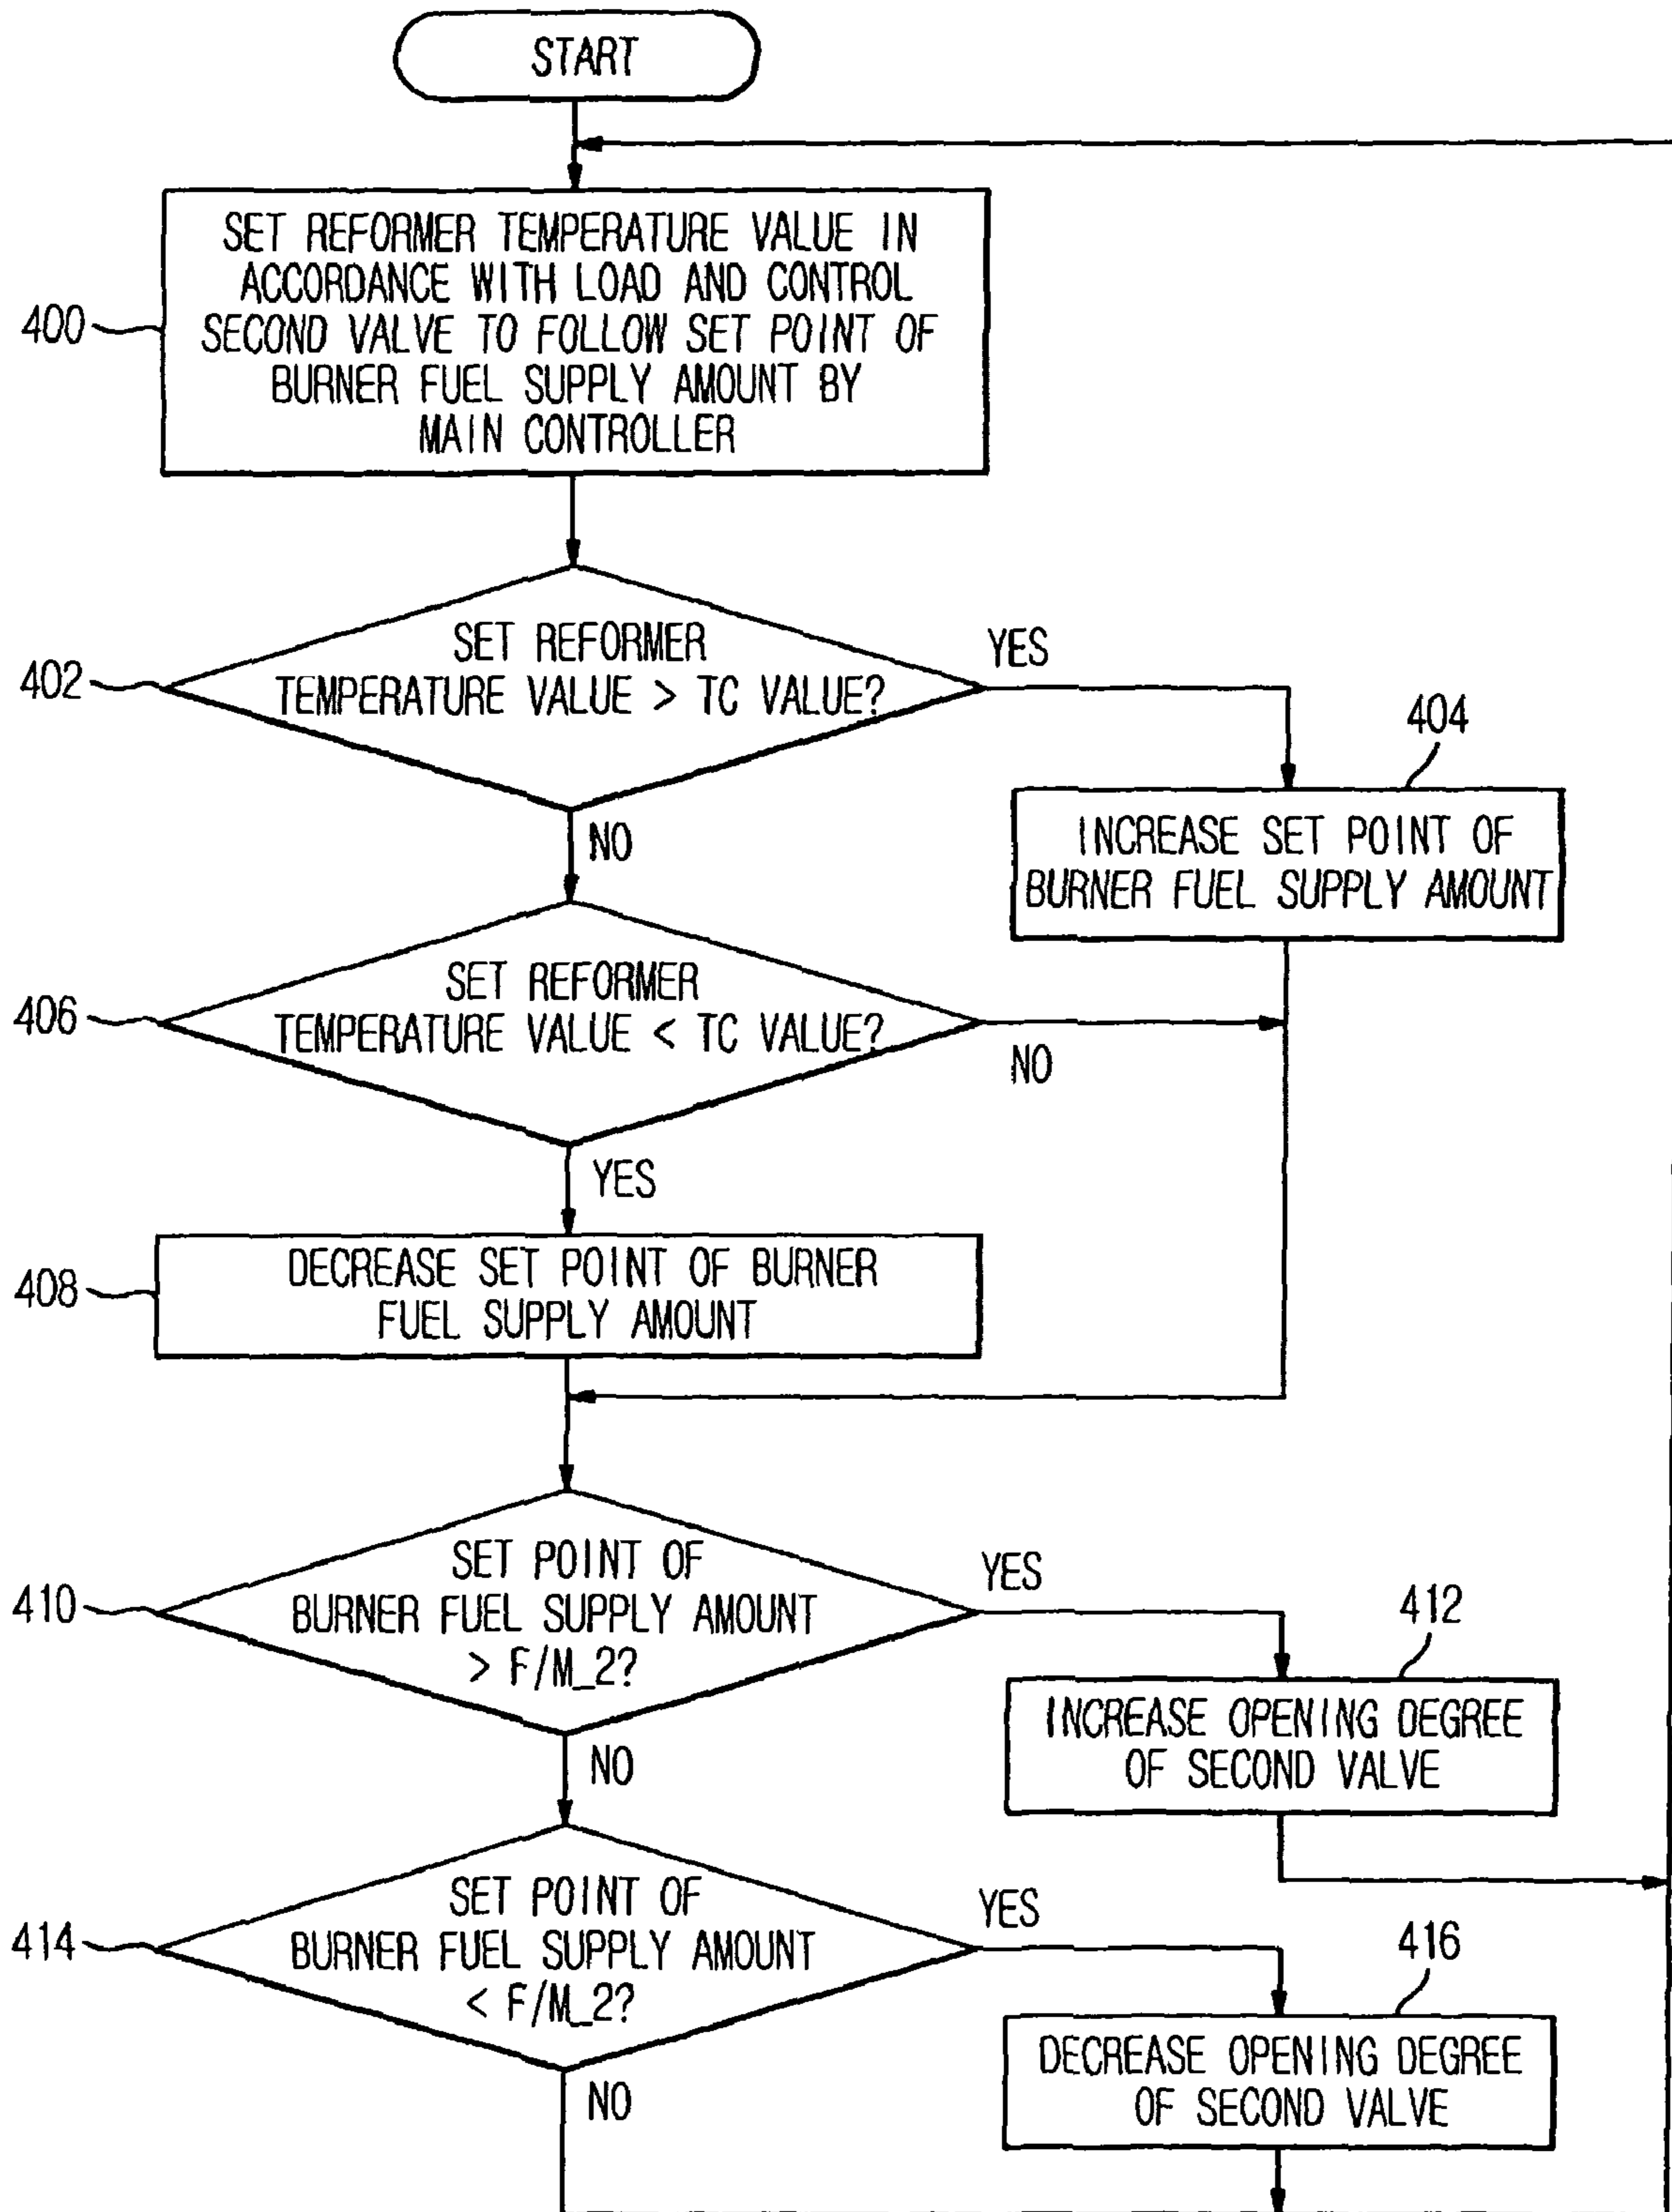 START
SET REFORMER TEMPERATURE VALUE IN
ACCORDANCE WITH LOAD AND CONTROL
SECOND VALVE TO FOLLOW SET POINT OF
BURNER FUEL SUPPLY AMOUNT BY
MAIN CONTROLLER
400
SET REFORMER
TEMPERATURE VALUE > TC VALUE?
402
YES
NO
404
INCREASE SET POINT OF
BURNER FUEL SUPPLY AMOUNT
SET REFORMER
TEMPERATURE VALUE < TC VALUE?
406
NO
YES
408
DECREASE SET POINT OF BURNER
FUEL SUPPLY AMOUNT
SET POINT OF
BURNER FUEL SUPPLY AMOUNT
> F/M_2?
410
YES
NO
412
INCREASE OPENING DEGREE
OF SECOND VALVE
SET POINT OF
BURNER FUEL SUPPLY AMOUNT
< F/M_2?
414
YES
NO
416
DECREASE OPENING DEGREE
OF SECOND VALVE